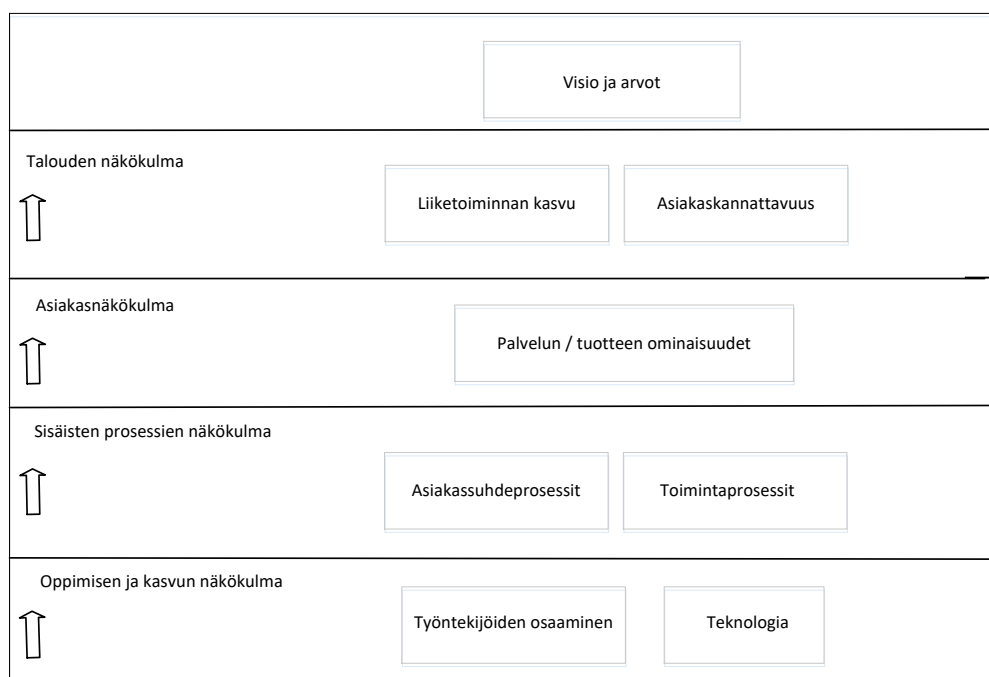 Visio ja arvot
Talouden näkökulma
Liiketoiminnan kasvu
Asiakaskannattavuus
Asiakasnäkökulma
Palvelun / tuotteen ominaisuudet
Sisäisten prosessien näkökulma
Asiakassuhdeprosessit
Toimintaprosessit
Oppimisen ja kasvun näkökulma
Työntekijöiden osaaminen
Teknologia